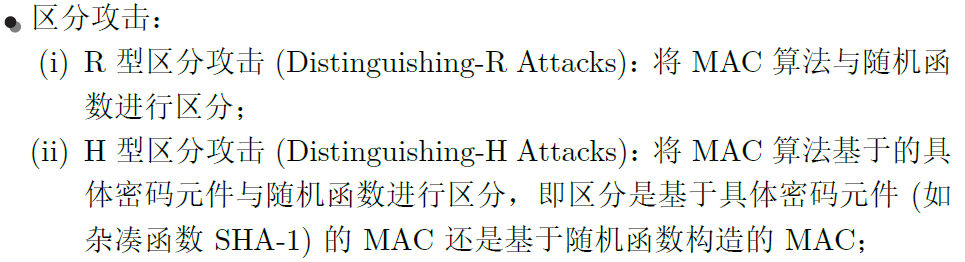 区分攻击：
(i) R 型区分攻击 (Distinguishing-R Attacks)：将 MAC 算法与随机函
数进行区分；
(ii) H 型区分攻击 (Distinguishing-H Attacks)：将 MAC 算法基于的具
体密码元件与随机函数进行区分，即区分是基于具体密码元件 (如
杂凑函数 SHA-1) 的 MAC 还是基于随机函数构造的 MAC；